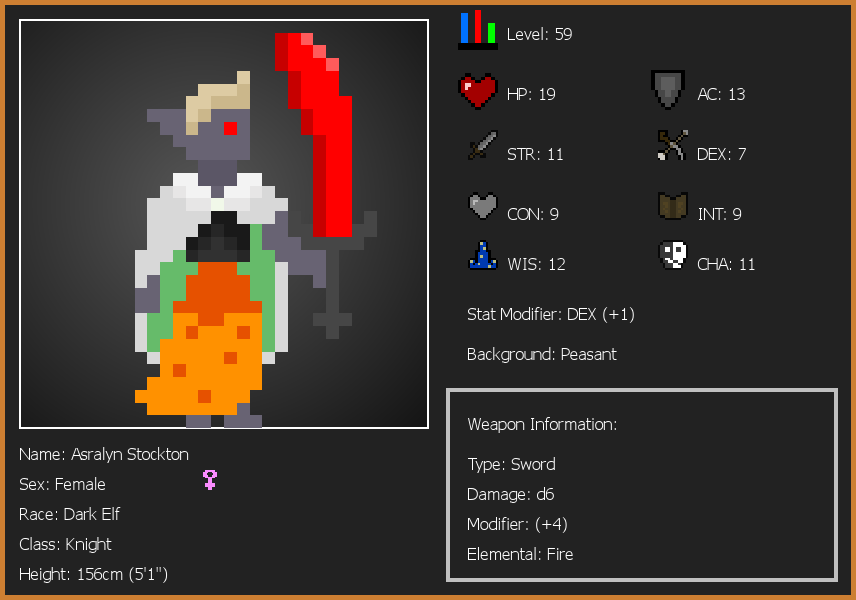 Level: 59
HP: 19
AC: 13
STR: 11
DEX: 7
CON: 9
INT: 9
WIS: 12
CHA: 11
Stat Modifier: DEX (+1)
Background: Peasant
Weapon Information:
Type: Sword
Damage: d6
Modifier: (+4)
Elemental: Fire
Name: Asralyn Stockton
Sex: Female
Race: Dark Elf
Class: Knight
Height: 156cm (5'1")